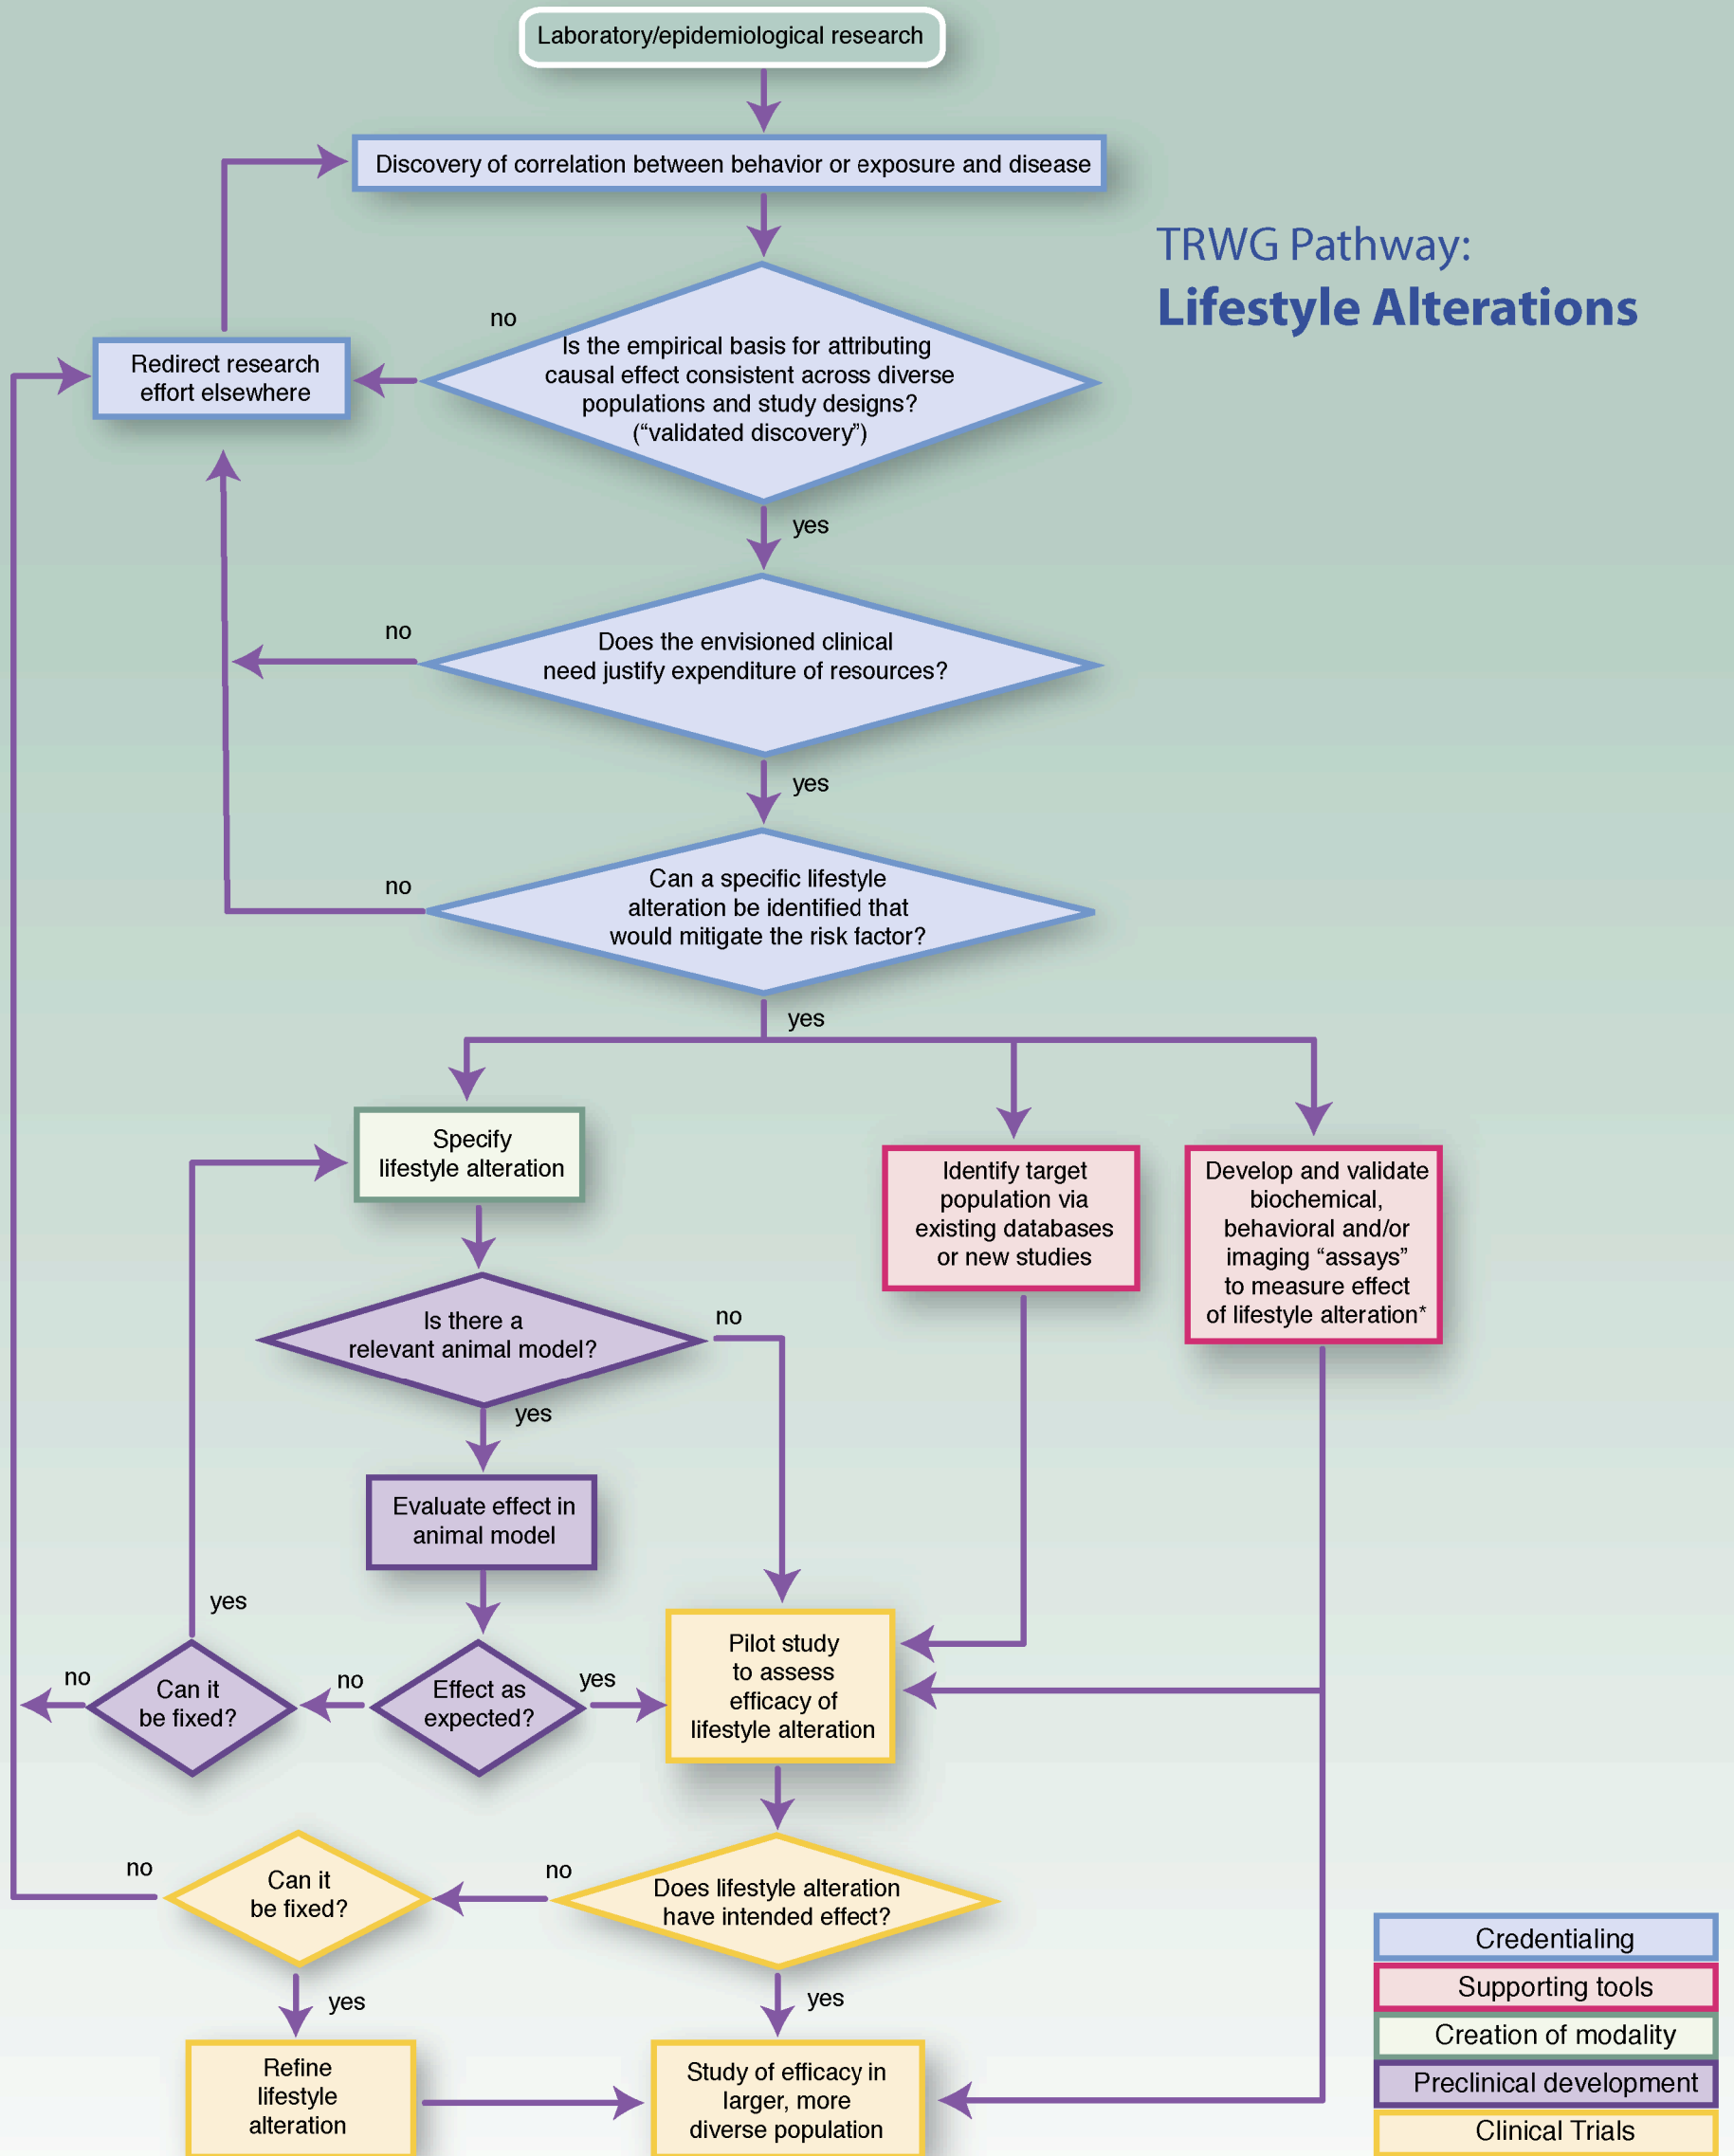 Laboratory/epidemiological research
Discovery of correlation between behavior or exposure and disease
TRWG Pathway:
Lifestyle Alterations
no
Redirect research
effort elsewhere
Is the empirical basis for attributing
causal effect consistent across diverse
populations and study designs?
(“validated discovery”)
yes
no
Does the envisioned clinical
need justify expenditure of resources?
yes
no
Can a specific lifestyle
alteration be identified that
would mitigate the risk factor?
yes
Specify
lifestyle alteration
Identify target
population via
existing databases
or new studies
Develop and validate
biochemical,
behavioral and/or
imaging “assays”
to measure effect
of lifestyle alteration*
Is there a
relevant animal model?
no
yes
Evaluate effect in
animal model
yes
no
Can it
be fixed?
no
Effect as
expected?
yes
Pilot study
to assess
efficacy of
lifestyle alteration
no
Can it
be fixed?
no
Does lifestyle alteration
have intended effect?
yes
yes
Refine
lifestyle
alteration
Study of efficacy in
larger, more
diverse population
Credentialing
Supporting tools
Creation of modality
Preclinical development
Clinical Trials